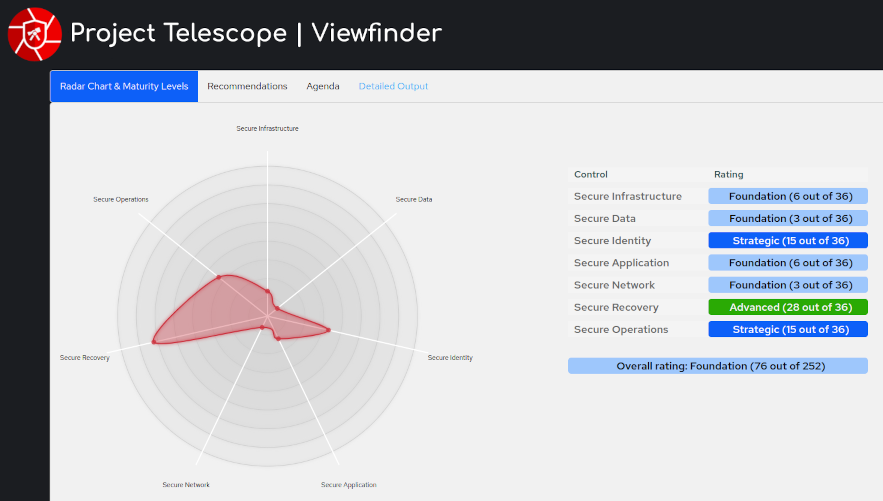 Project Telescope | Viewfinder
Radar Chart & Maturity Levels Recommendations Agenda Detailed Output
Secure Infrastructure
Secure Operations
Secure Data
Secure Recovery
Secure Identity
Secure Network
Secure Application
Control Rating
Secure Infrastructure Foundation (6 out of 36)
Secure Data Foundation (3 out of 36)
Secure Identity Strategic (15 out of 36)
Secure Application Foundation (6 out of 36)
Secure Network Foundation (3 out of 36)
Secure Recovery Advanced (28 out of 36)
Secure Operations Strategic (15 out of 36)
Overall rating: Foundation (76 out of 252)